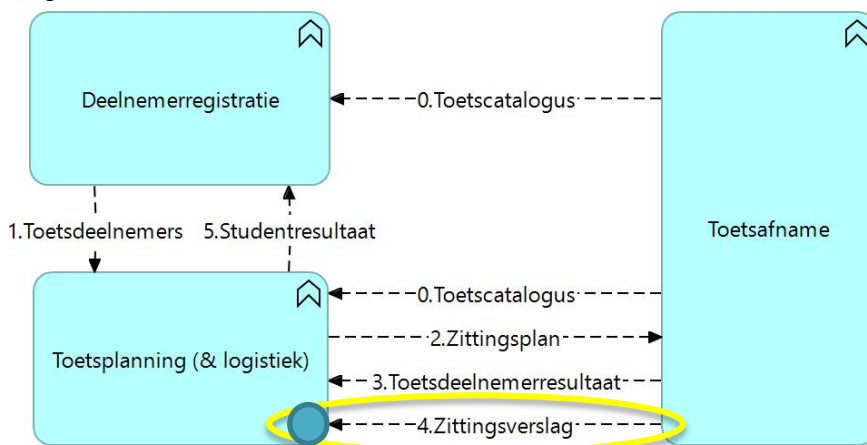 Deelnemerregistratie
0.Toetscatalogus
1.Toetsdeelnemers
5.Studentresultaat
Toetsafname
0.Toetscatalogus
2.Zittingsplan
Toetsplanning (& logistiek)
3.Toetsdeelnemerresultaat
4.Zittingsverslag